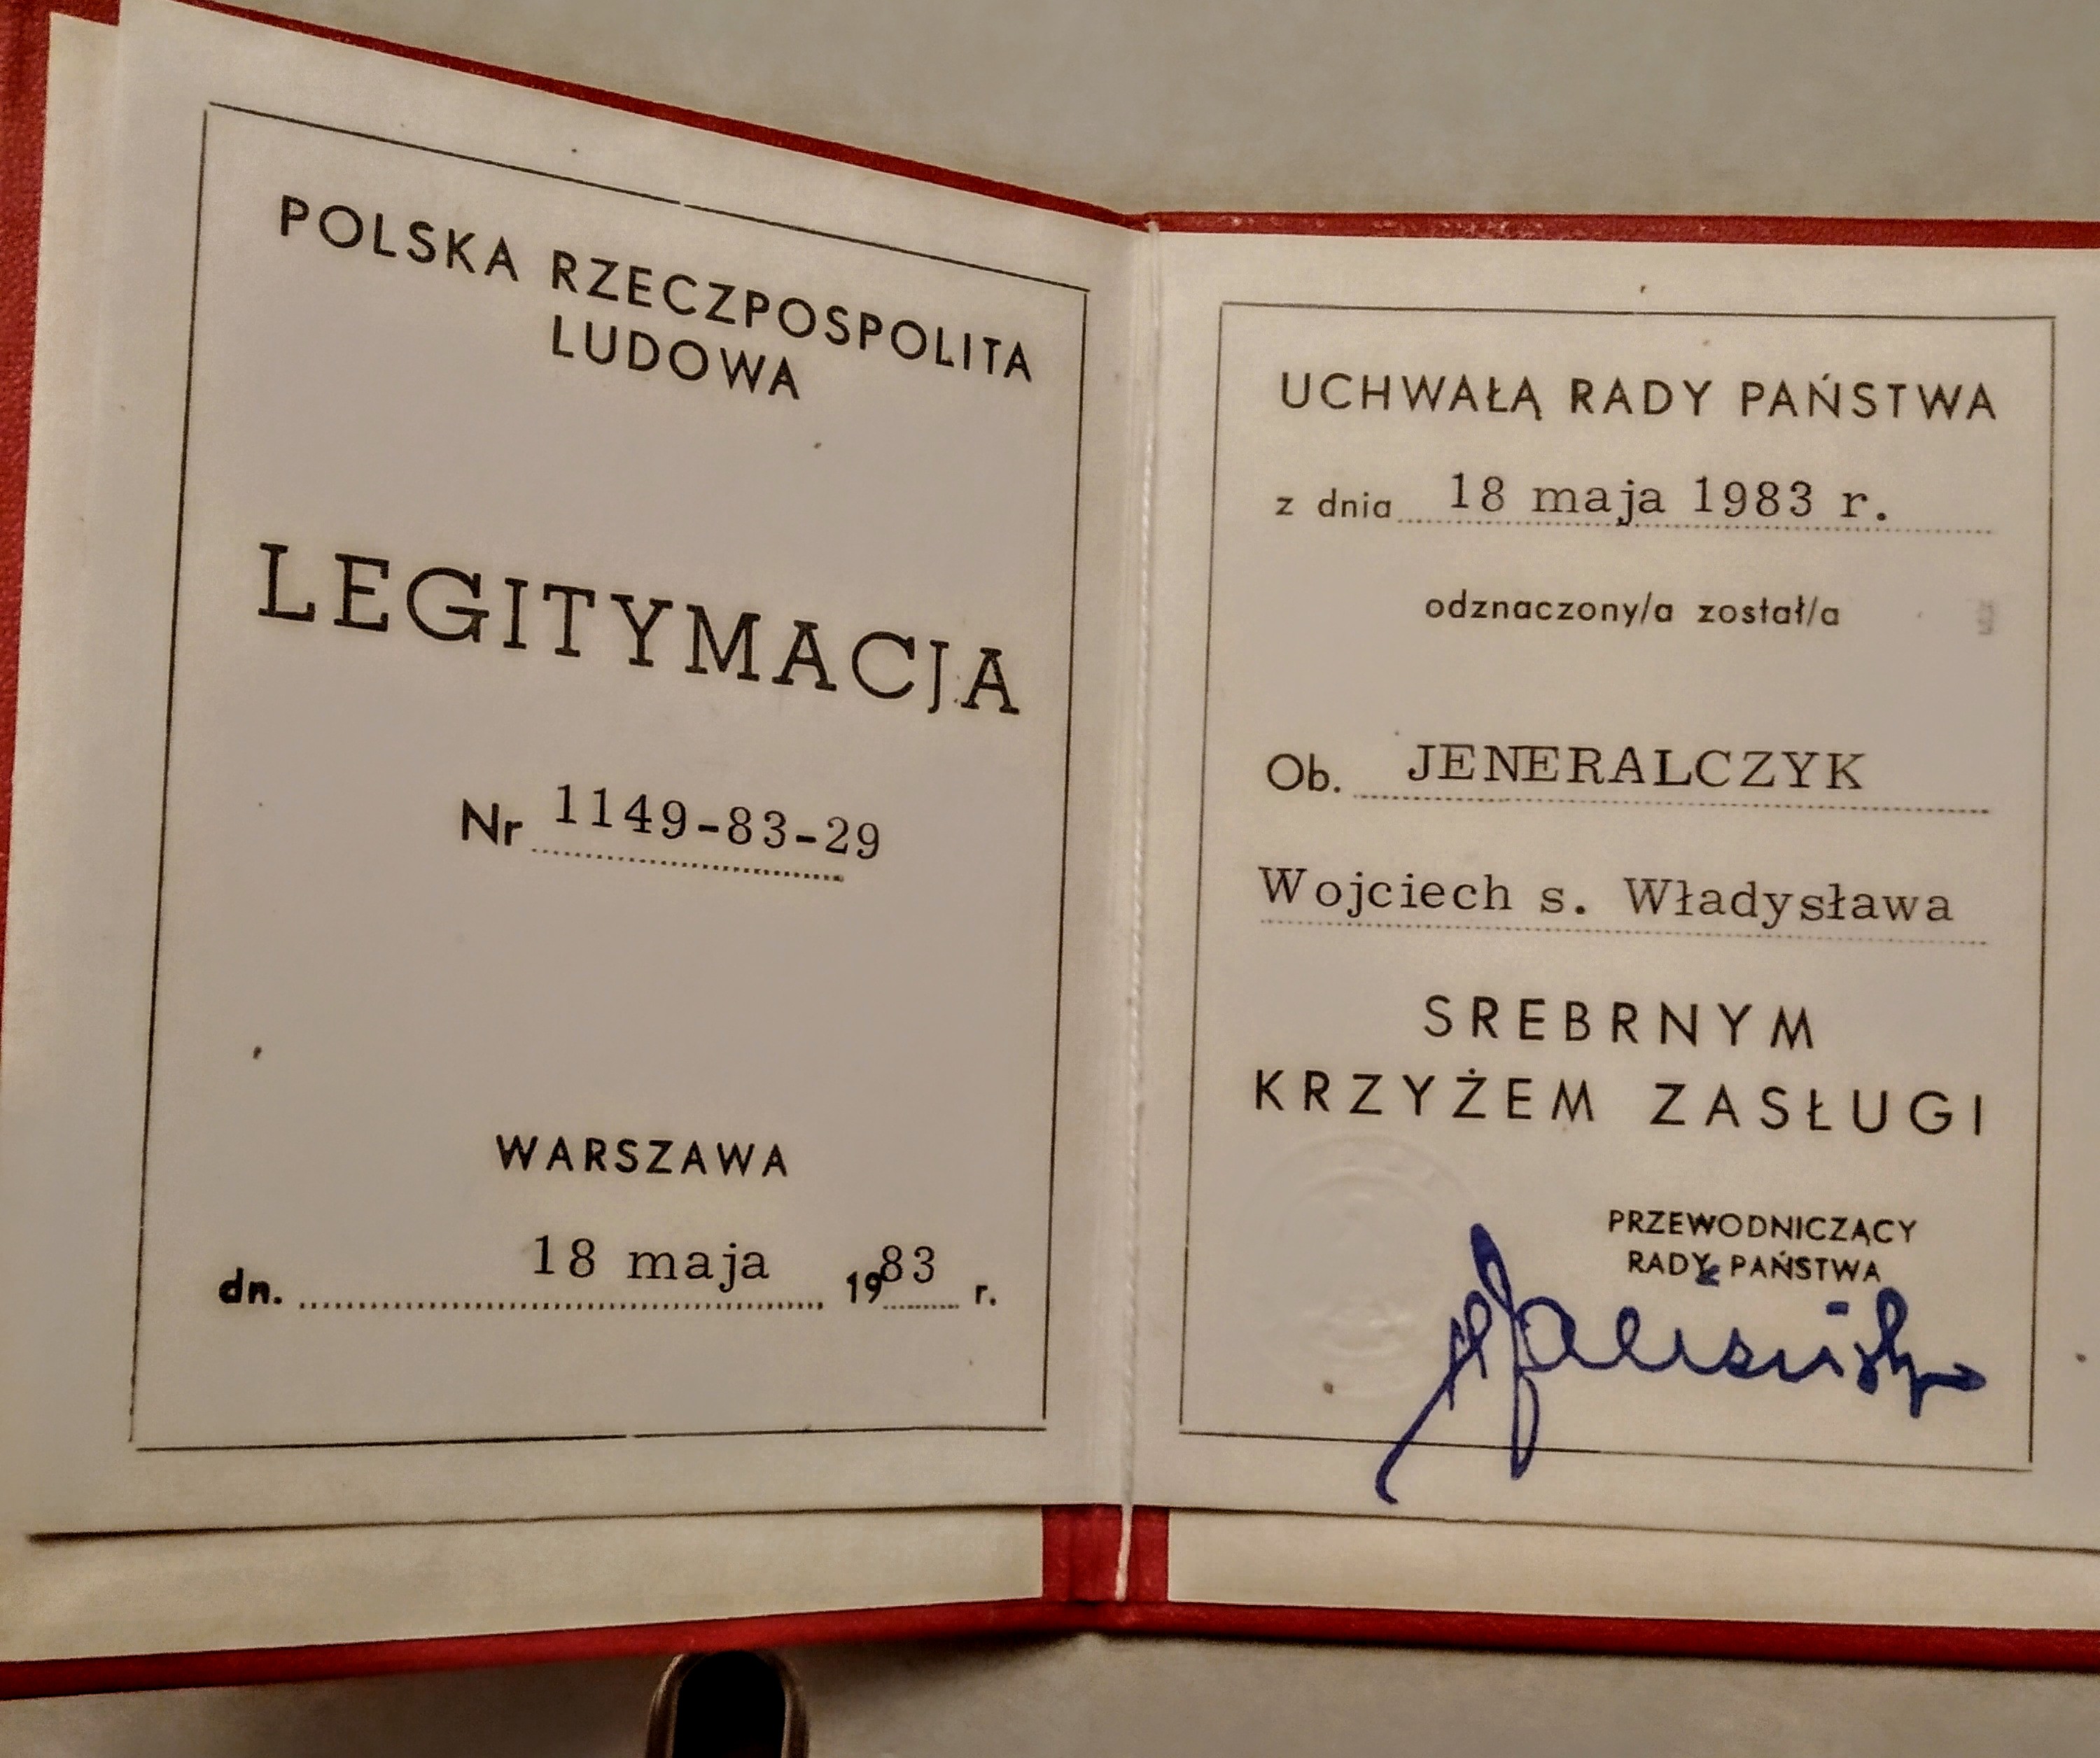 POLSKA RZECZPOSPOLITA
LUDOWA
LEGITYMACJA
Nr 1149-83-29
WARSZAWA
dn. 18 maja 1983 r.
UCHWAŁĄ RADY PAŃSTWA
z dnia 18 maja 1983 r.
odznaczony/a został/a
Ob. JENERALCZYK
Wojciech s. Władysława
SREBRNYM
KRZYŻEM ZASŁUGI
PRZEWODNICZĄCY
RADY PAŃSTWA